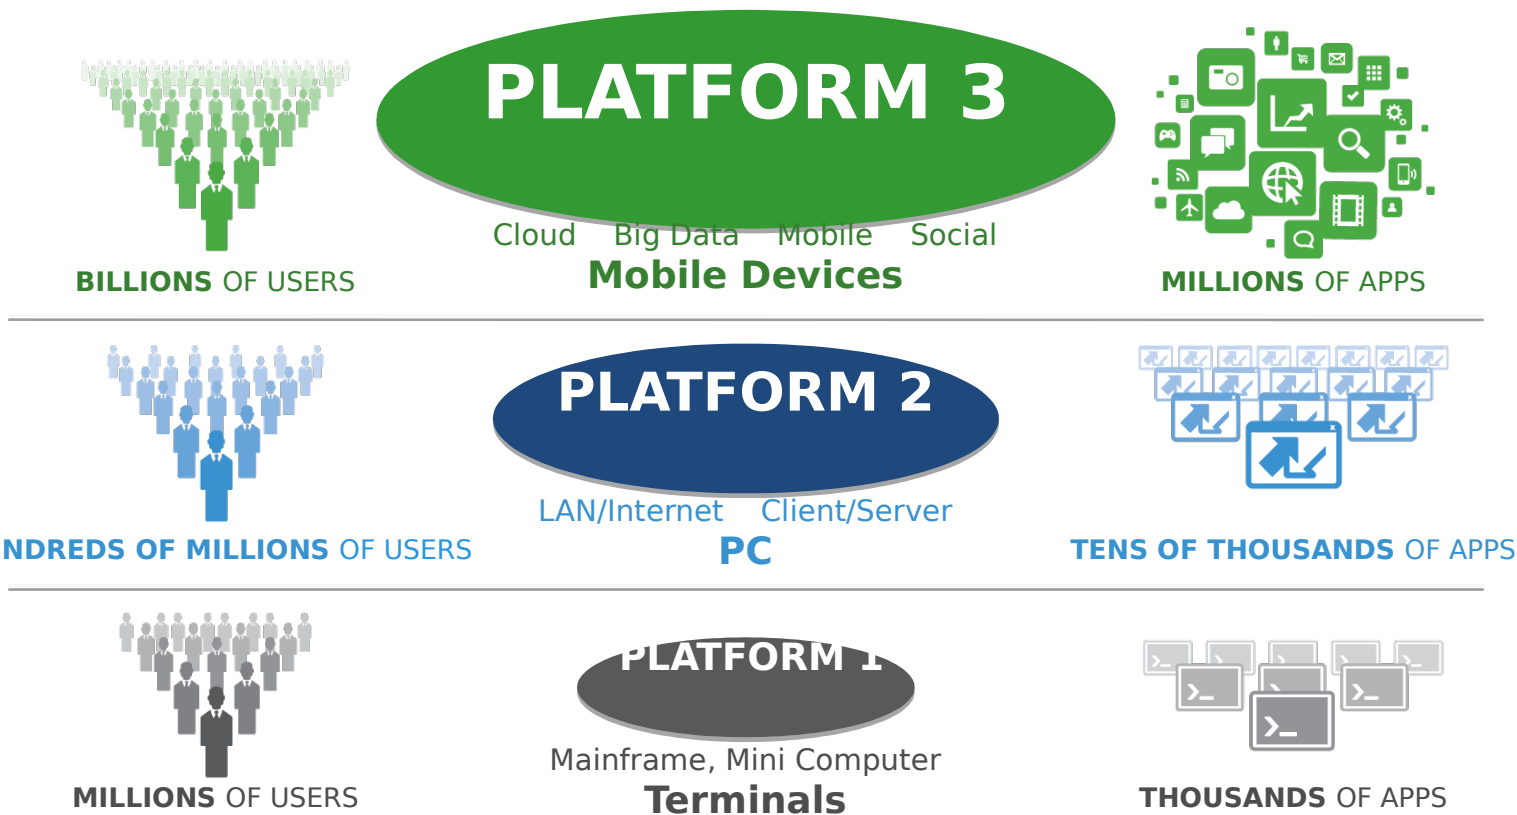 PLATFORM 3
Cloud Big Data Mobile Social
Mobile Devices
BILLIONS OF USERS
MILLIONS OF APPS
PLATFORM 2
LAN/Internet Client/Server
PC
NDREDS OF MILLIONS OF USERS
TENS OF THOUSANDS OF APPS
PLATFORM 1
Mainframe, Mini Computer
Terminals
MILLIONS OF USERS
THOUSANDS OF APPS